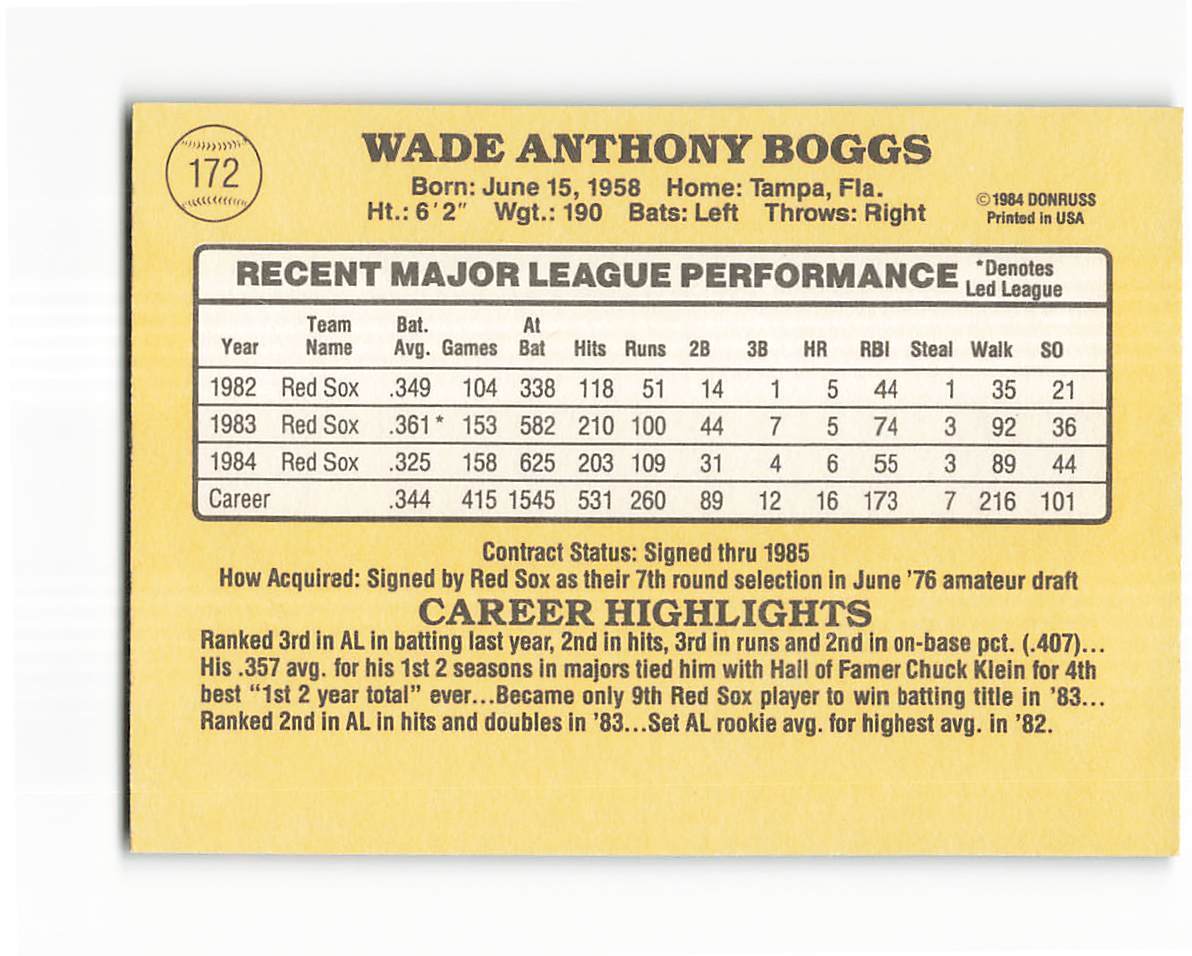 172
WADE ANTHONY BOGGS
Born: June 15, 1958 Home: Tampa, Fla.
Ht.: 6'2" Wgt.: 190 Bats: Left Throws: Right
©1984 DONRUSS
Printed in USA
RECENT MAJOR LEAGUE PERFORMANCE *Denotes Led League
Year Team Name Bat. Avg. Games At Bat Hits Runs 2B 3B HR RBI Steal Walk SO
1982 Red Sox .349 104 338 118 51 14 1 5 44 1 35 21
1983 Red Sox .361* 153 582 210 100 44 7 5 74 3 92 36
1984 Red Sox .325 158 625 203 109 31 4 6 55 3 89 44
Career .344 415 1545 531 260 89 12 16 173 7 216 101
Contract Status: Signed thru 1985
How Acquired: Signed by Red Sox as their 7th round selection in June '76 amateur draft
CAREER HIGHLIGHTS
Ranked 3rd in AL in batting last year, 2nd in hits, 3rd in runs and 2nd in on-base pct. (.407)...
His .357 avg. for his 1st 2 seasons in majors tied him with Hall of Famer Chuck Klein for 4th
best "1st 2 year total" ever...Became only 9th Red Sox player to win batting title in '83...
Ranked 2nd in AL in hits and doubles in '83...Set AL rookie avg. for highest avg. in '82.